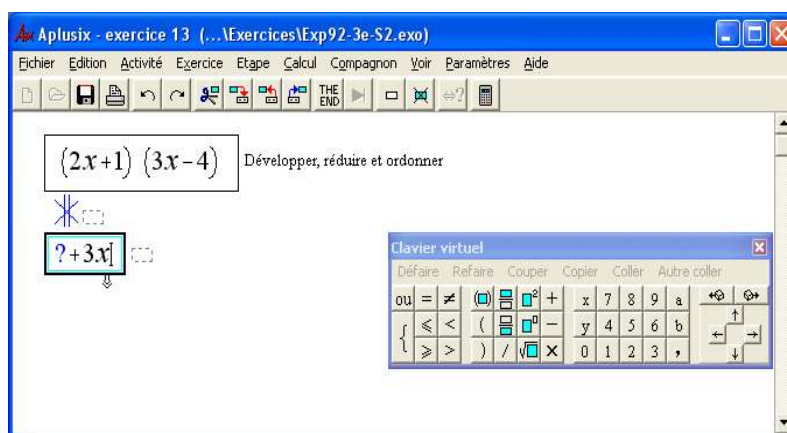 Aplusix - exercice 13 (...\Exercices\Exp92-3e-S2.exo)
Fichier Edition Activité Exercice Etape Calcul Compagnon Voir Paramètres Aide
THE END
⇔?
(2x+1) (3x-4) Développer, réduire et ordonner
?+3x
Clavier virtuel
Défaire Refaire Couper Copier Coller Autre coller
ou = ≠ (□) □² + x 7 8 9 a
{ ⩽ < ( □⁰ − y 4 5 6 b
⩾ > ) / √□ × 0 1 2 3 ,